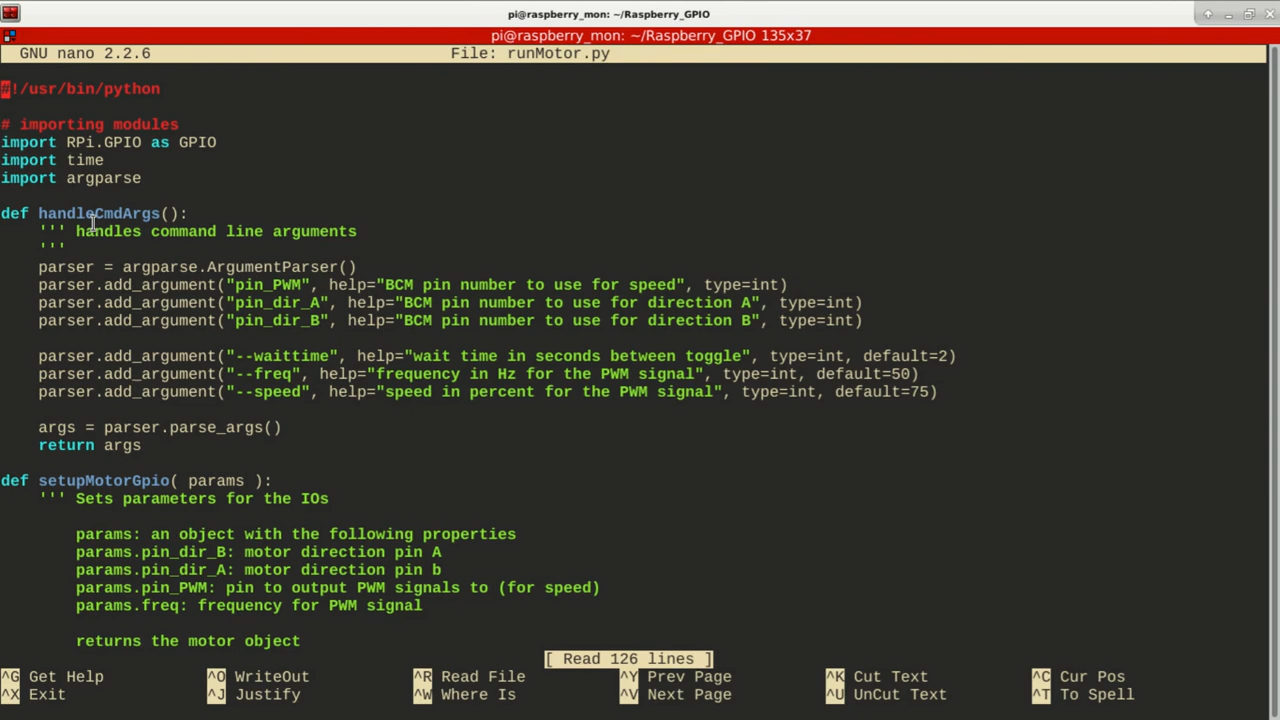 pi@raspberry_mon: ~/Raspberry_GPIO
pi@raspberry_mon: ~/Raspberry_GPIO 135x37
GNU nano 2.2.6 File: runMotor.py
#!/usr/bin/python
# importing modules
import RPi.GPIO as GPIO
import time
import argparse
def handleCmdArgs():
''' handles command line arguments
'''
parser = argparse.ArgumentParser()
parser.add_argument("pin_PWM", help="BCM pin number to use for speed", type=int)
parser.add_argument("pin_dir_A", help="BCM pin number to use for direction A", type=int)
parser.add_argument("pin_dir_B", help="BCM pin number to use for direction B", type=int)
parser.add_argument("--waittime", help="wait time in seconds between toggle", type=int, default=2)
parser.add_argument("--freq", help="frequency in Hz for the PWM signal", type=int, default=50)
parser.add_argument("--speed", help="speed in percent for the PWM signal", type=int, default=75)
args = parser.parse_args()
return args
def setupMotorGpio( params ):
''' Sets parameters for the IOs
params: an object with the following properties
params.pin_dir_B: motor direction pin A
params.pin_dir_A: motor direction pin b
params.pin_PWM: pin to output PWM signals to (for speed)
params.freq: frequency for PWM signal
returns the motor object
[ Read 126 lines ]
^G Get Help ^O WriteOut ^R Read File ^Y Prev Page ^K Cut Text ^C Cur Pos
^X Exit ^J Justify ^W Where Is ^V Next Page ^U UnCut Text ^T To Spell